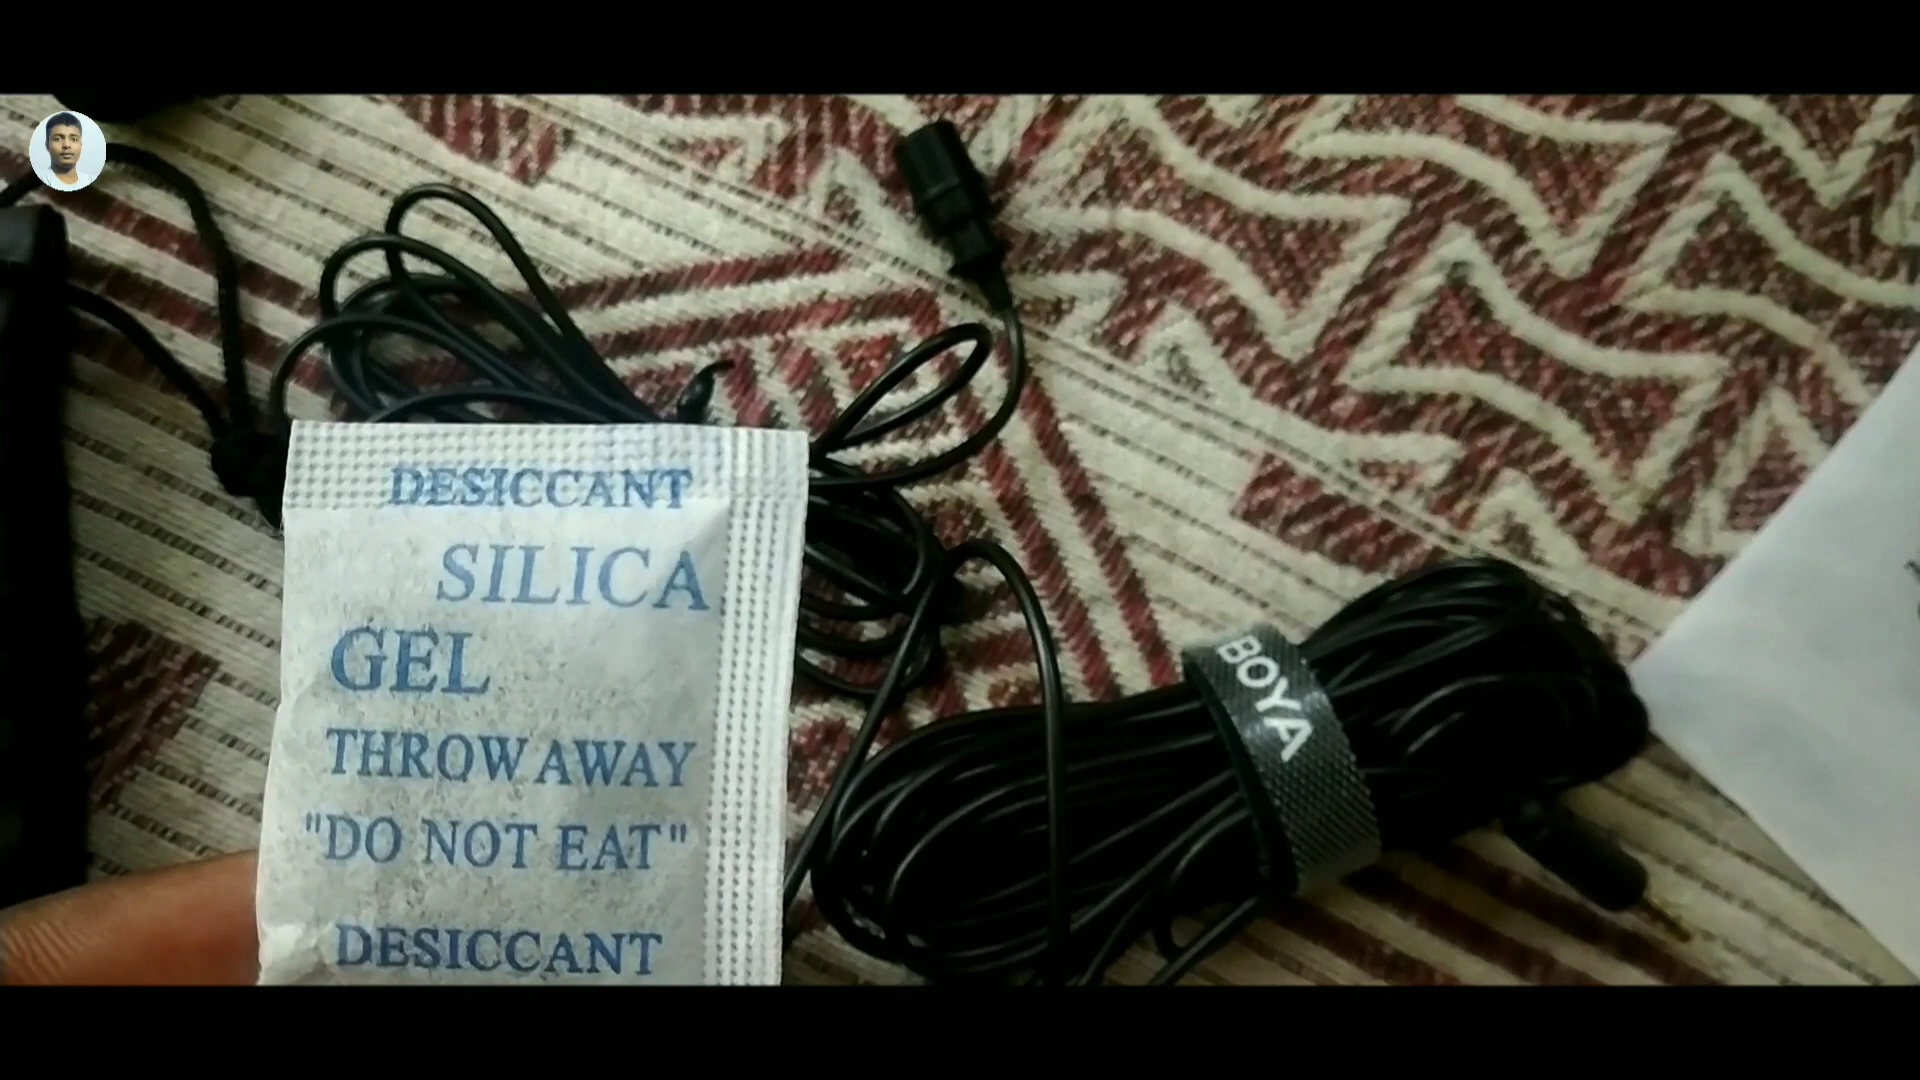 DESICCANT
SILICA
GEL
THROW AWAY
"DO NOT EAT"
DESICCANT
BOYA